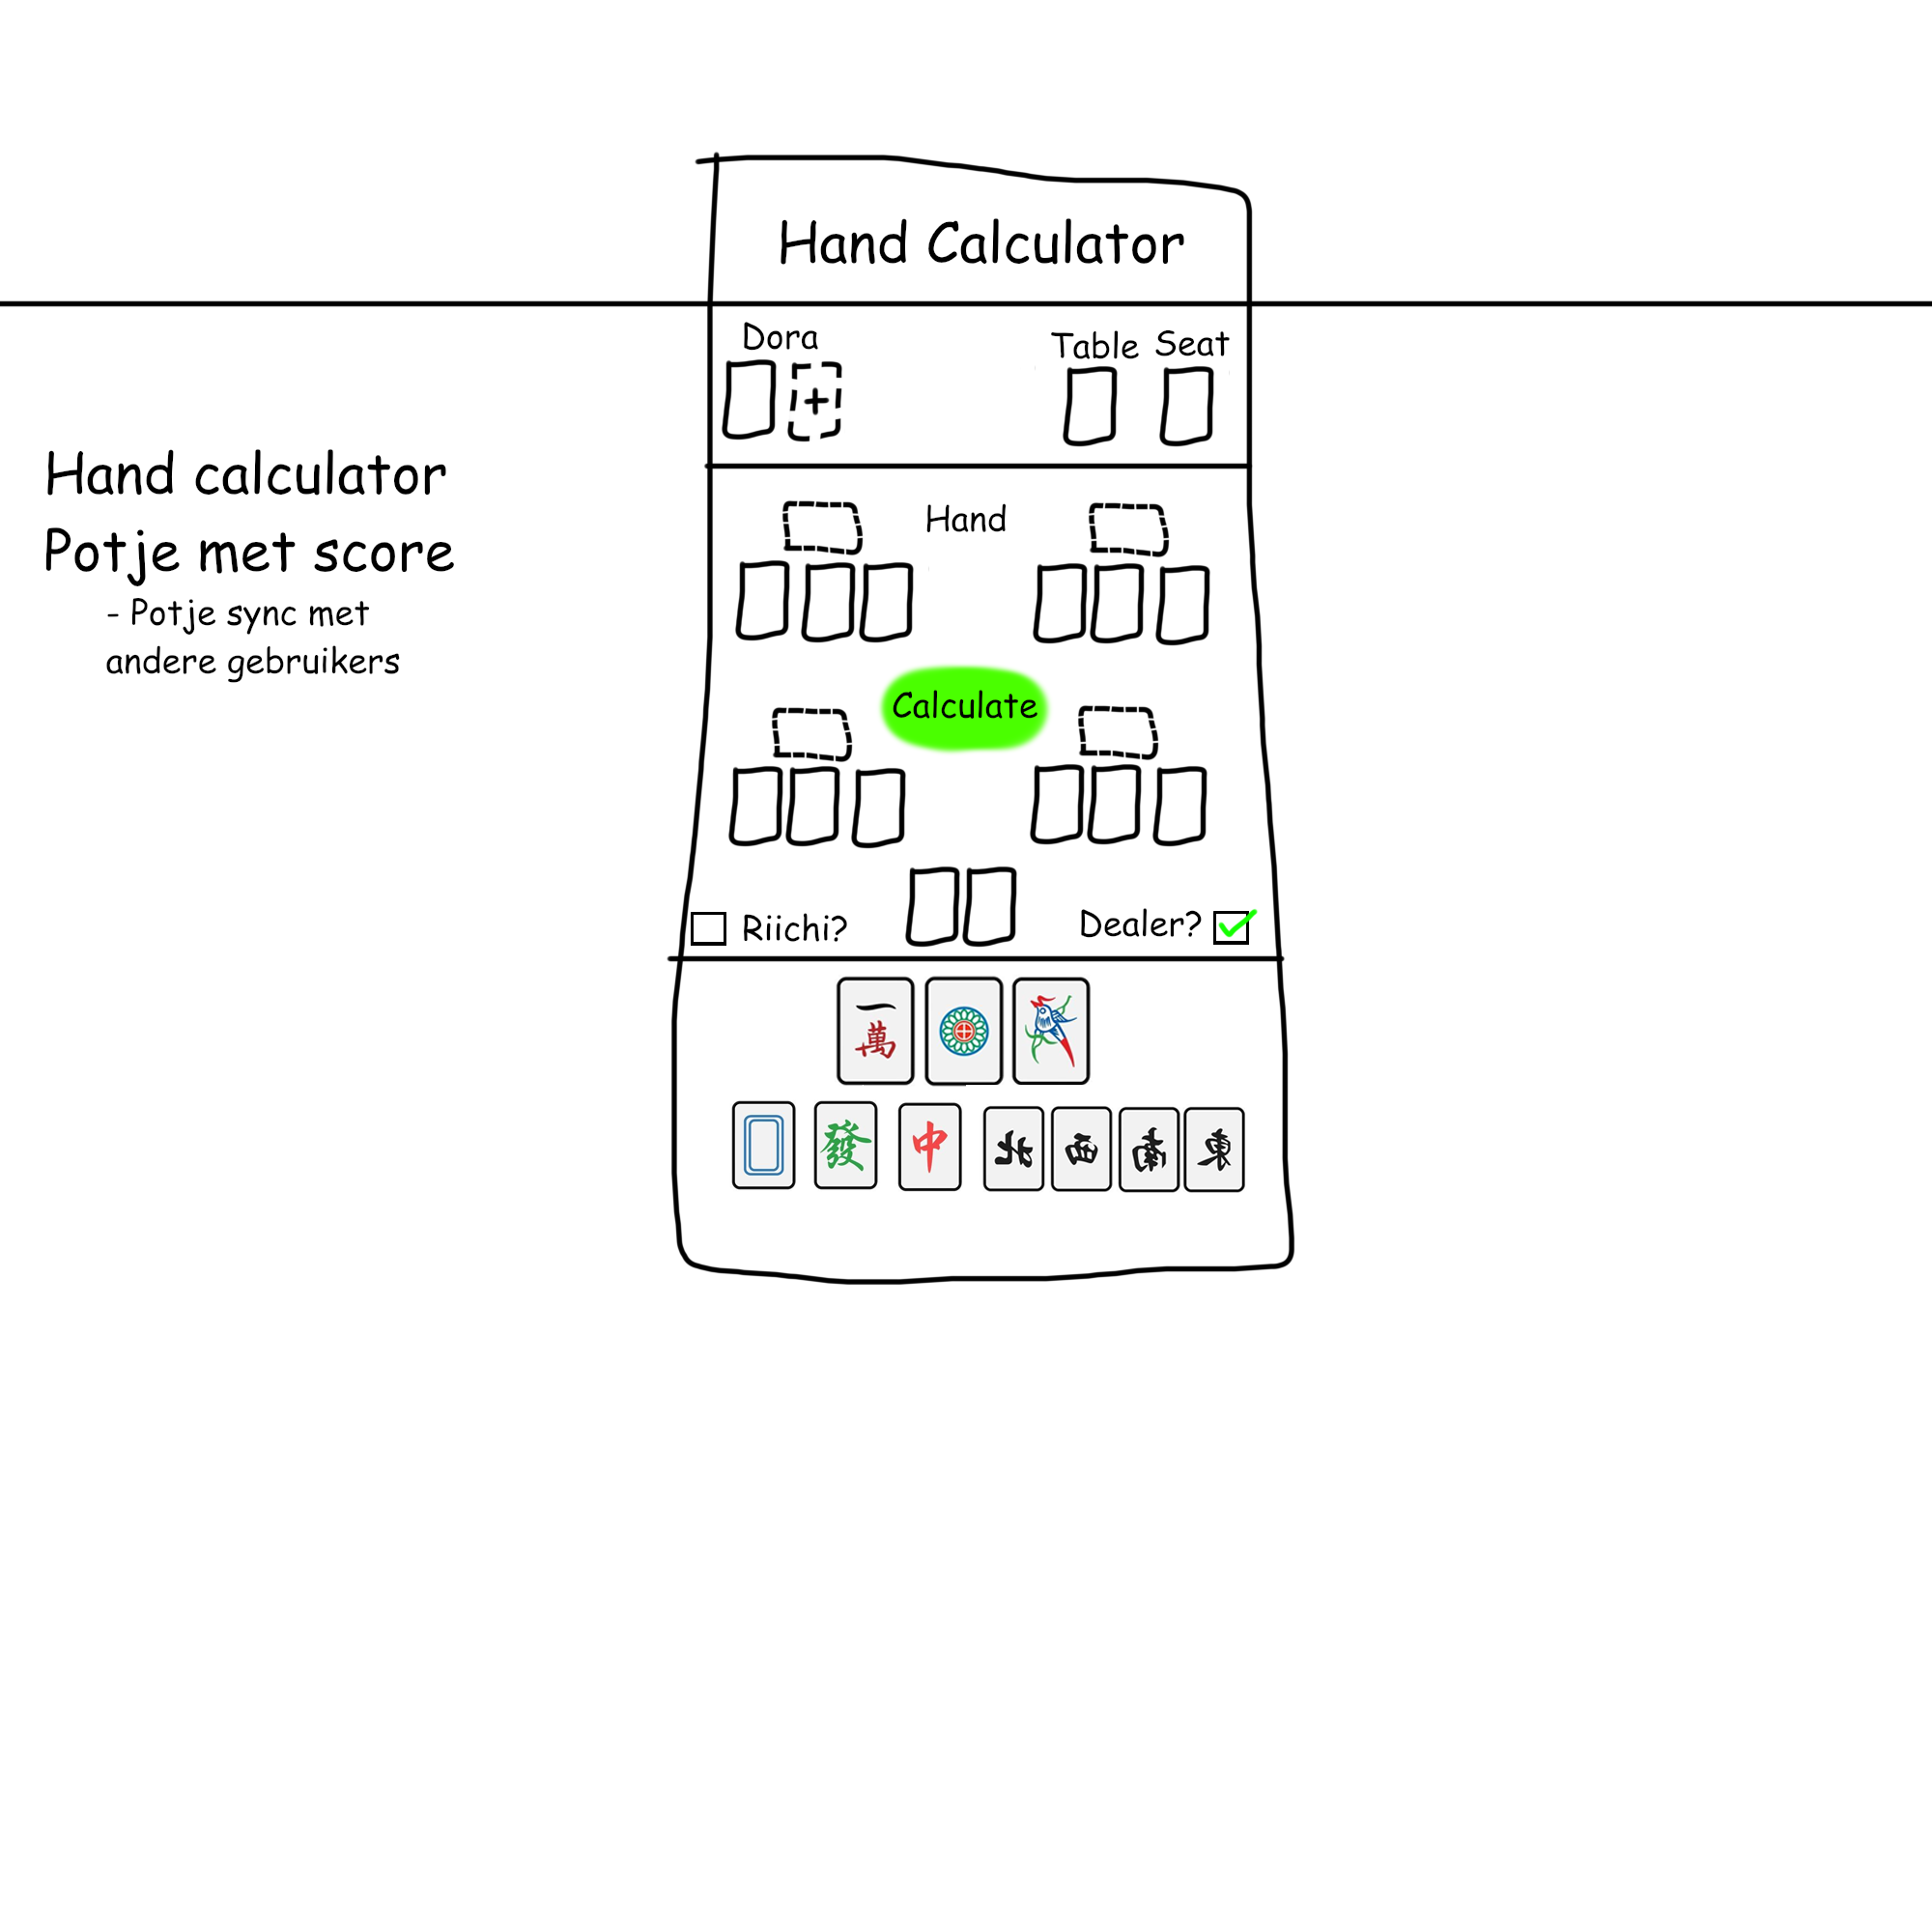 Hand Calculator
Dora
Table Seat
+
Hand calculator
Potje met score
- Potje sync met
andere gebruikers
Hand
Calculate
Riichi?
Dealer?
一萬
發 中 北 西 南 東